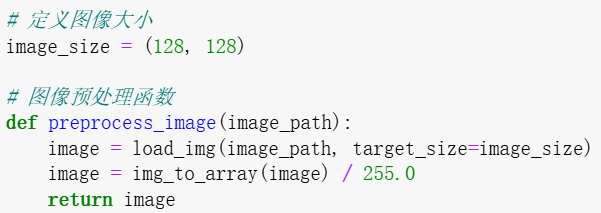 # 定义图像大小
image_size = (128, 128)

# 图像预处理函数
def preprocess_image(image_path):
    image = load_img(image_path, target_size=image_size)
    image = img_to_array(image) / 255.0
    return image